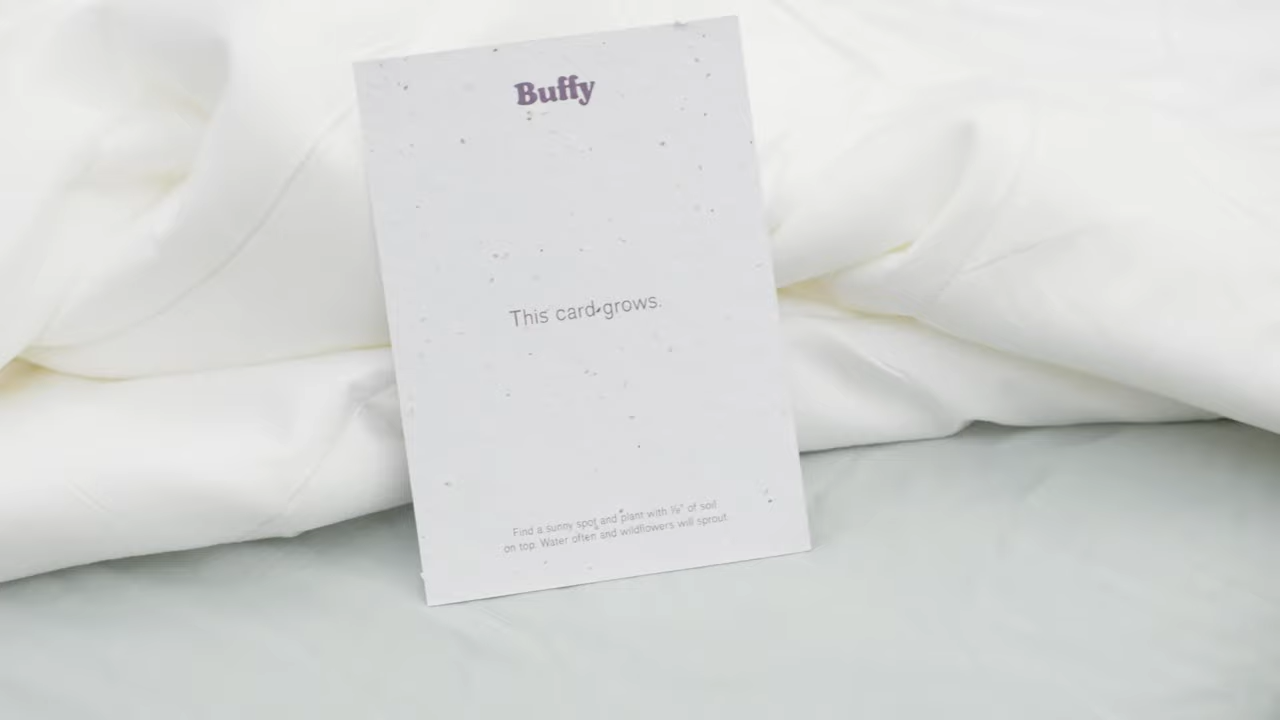 Buffy
This card grows.
Find a sunny spot and plant with ⅛" of soil
on top. Water often and wildflowers will sprout.